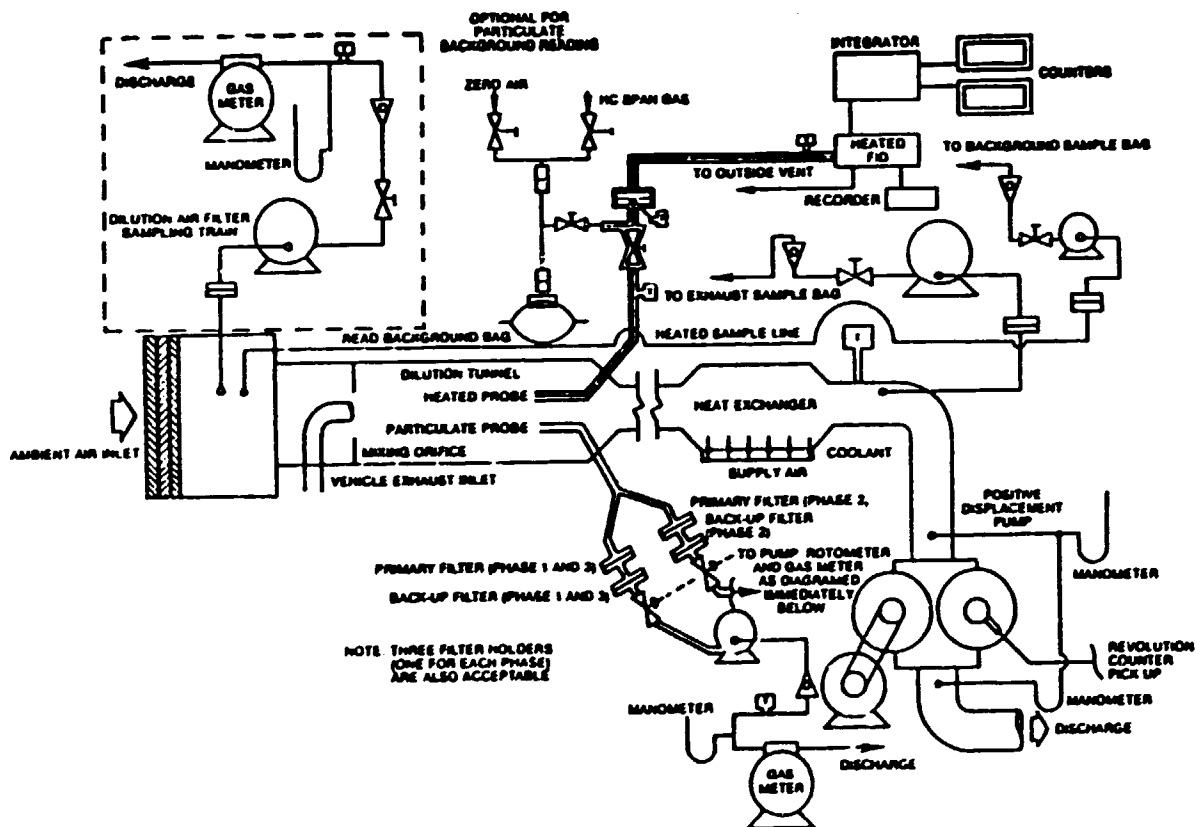 OPTIONAL FOR
PARTICULATE
BACKGROUND READING
INTEGRATOR
COUNTERS
DISCHARGE
GAS
METER
MANOMETER
ZERO AIR
HC SPAN GAS
HEATED
FID
TO BACKGROUND SAMPLE BAG
TO OUTSIDE VENT
RECORDER
DILUTION AIR FILTER
SAMPLING TRAIN
TO EXHAUST SAMPLE BAG
READ BACKGROUND BAG
HEATED SAMPLE LINE
T
DILUTION TUNNEL
HEATED PROBE
HEAT EXCHANGER
PARTICULATE PROBE
AMBIENT AIR INLET
MIXING ORIFICE
COOLANT
SUPPLY AIR
VEHICLE EXHAUST INLET
PRIMARY FILTER (PHASE 2,
BACK-UP FILTER
(PHASE 2)
POSITIVE
DISPLACEMENT
PUMP
TO PUMP ROTOMETER
AND GAS METER
AS DIAGRAMED
IMMEDIATELY
BELOW
MANOMETER
PRIMARY FILTER (PHASE 1 AND 3)
BACK-UP FILTER (PHASE 1 AND 3)
NOTE: THREE FILTER HOLDERS
(ONE FOR EACH PHASE)
ARE ALSO ACCEPTABLE
REVOLUTION
COUNTER
PICK UP
MANOMETER
MANOMETER
DISCHARGE
DISCHARGE
GAS
METER